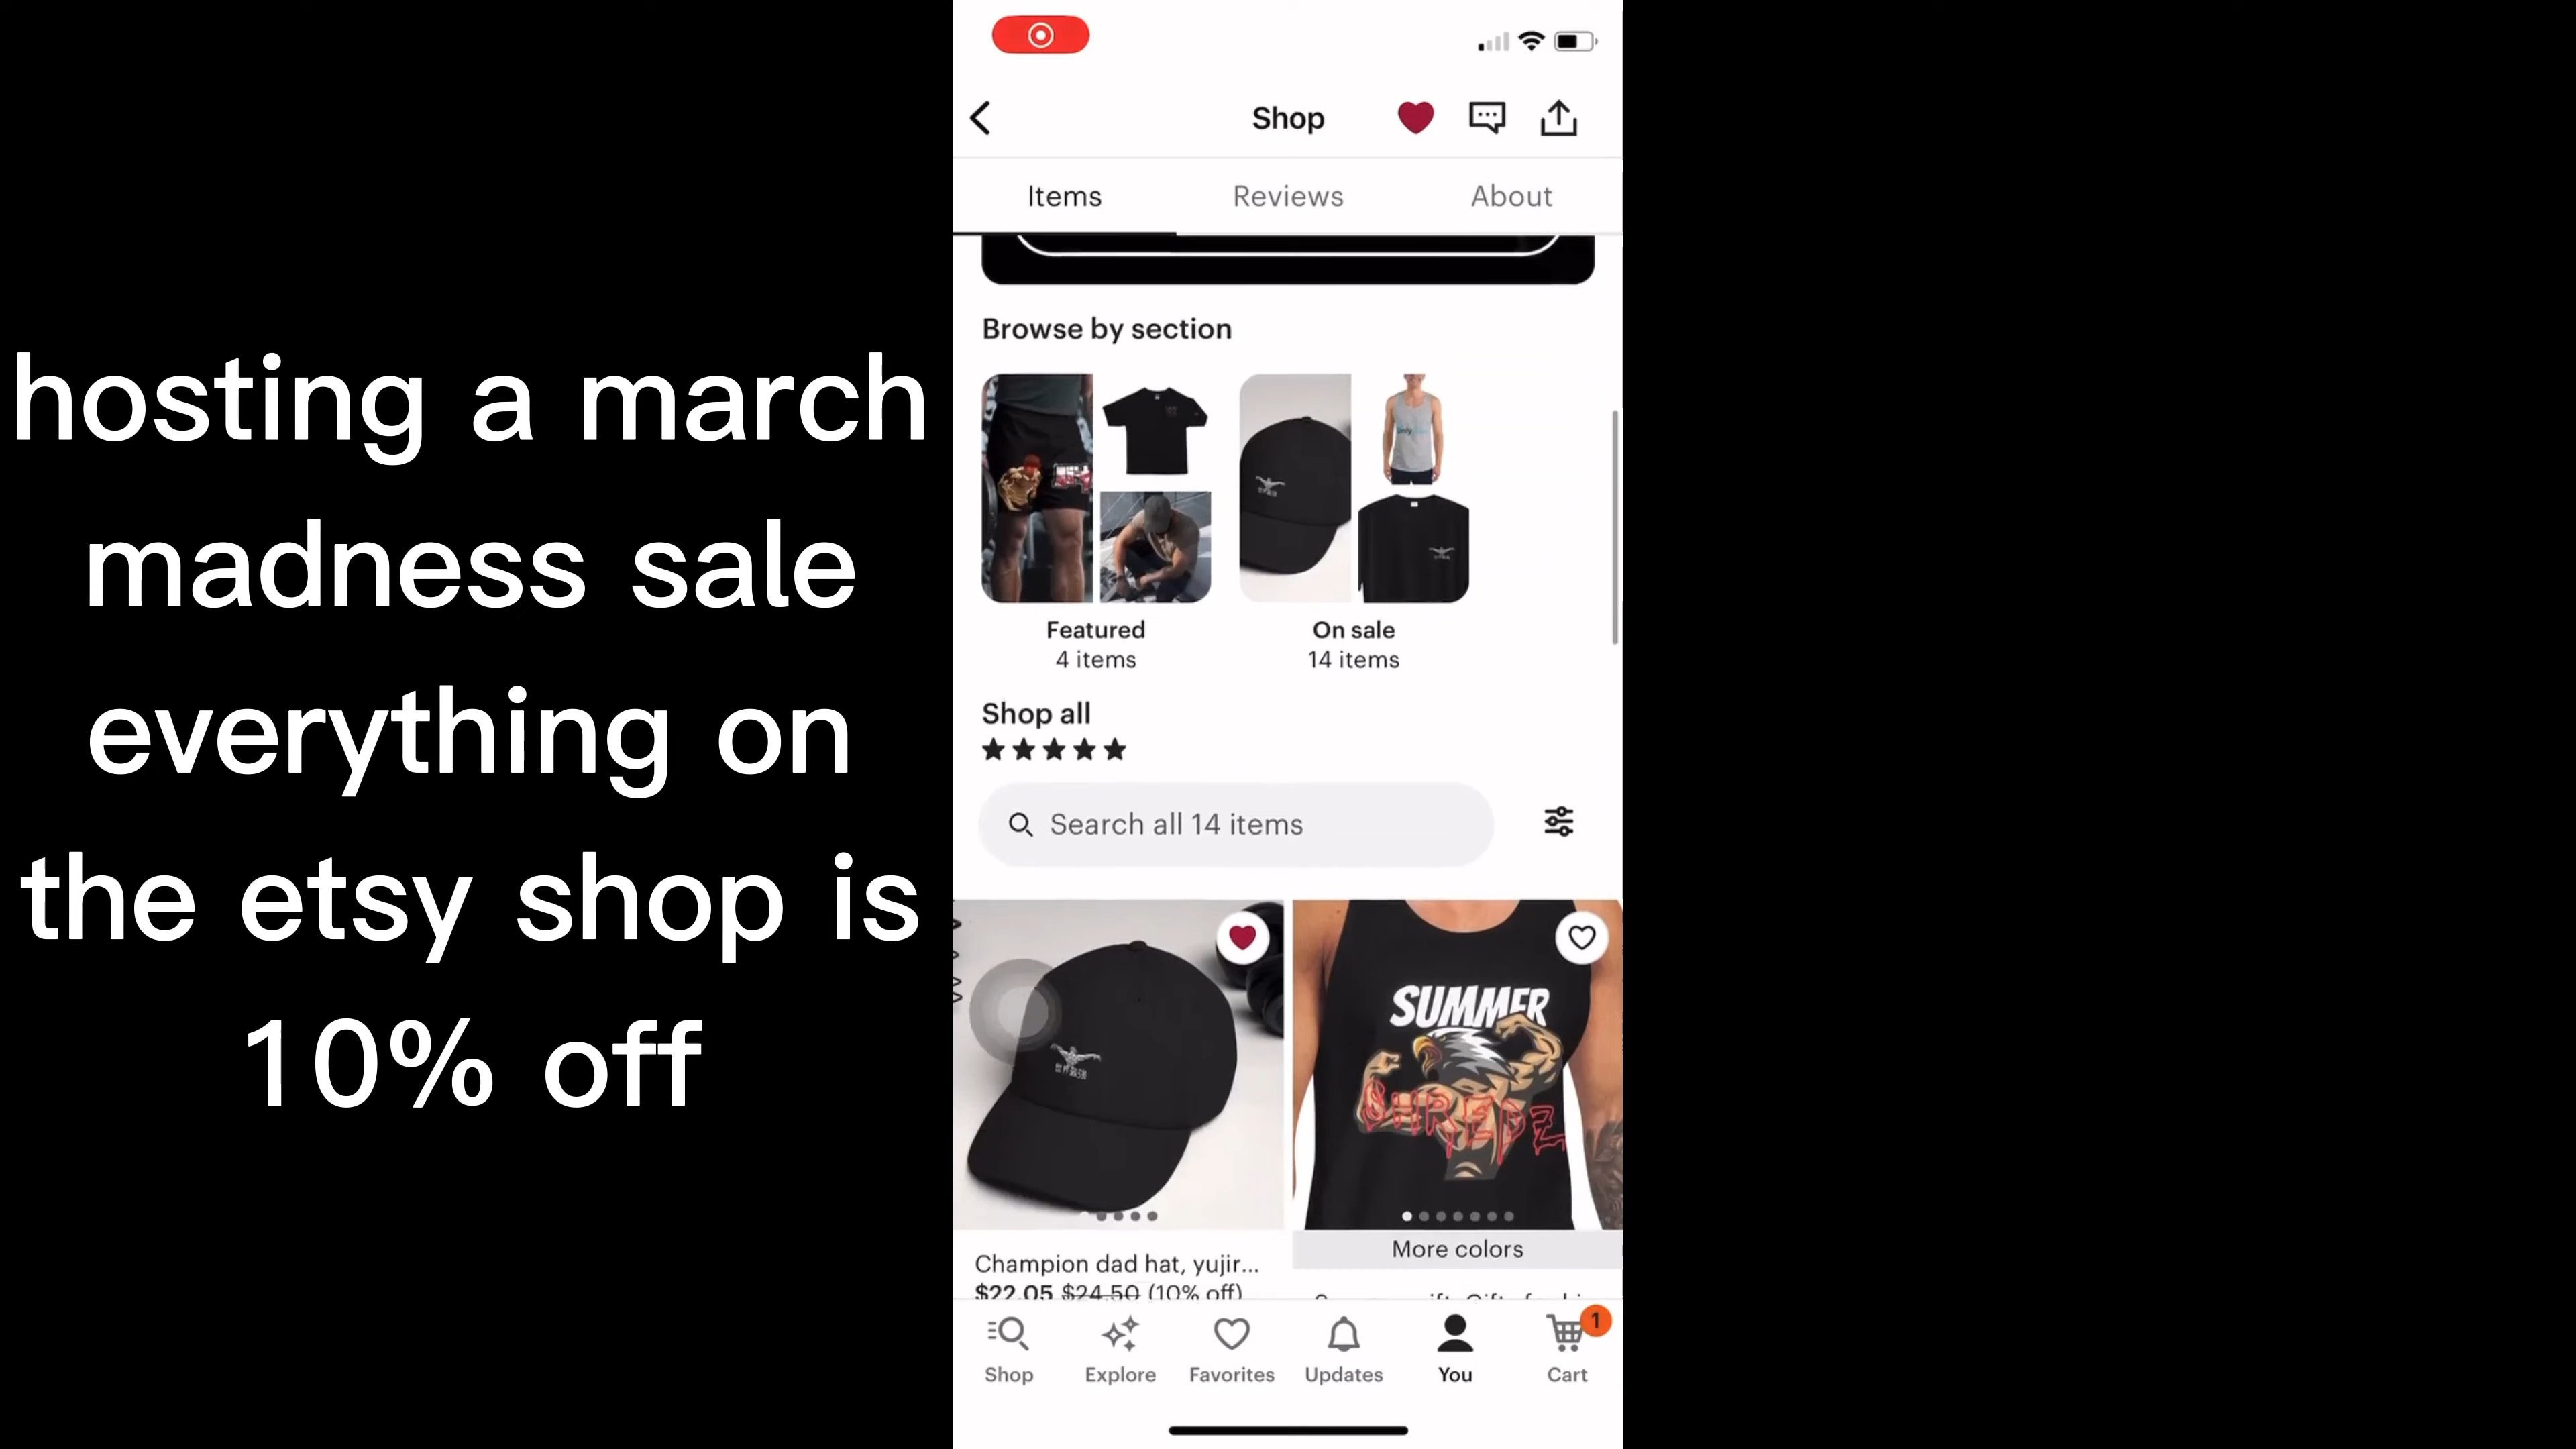 hosting a march
madness sale
everything on
the etsy shop is
10% off
Shop
Items
Reviews
About
Browse by section
Featured
4 items
On sale
14 items
Shop all
Search all 14 items
SUMMER
SHREDZ
More colors
Champion dad hat, yujir...
$22.05 $24.50 (10% off)
Shop
Explore
Favorites
Updates
You
Cart
1